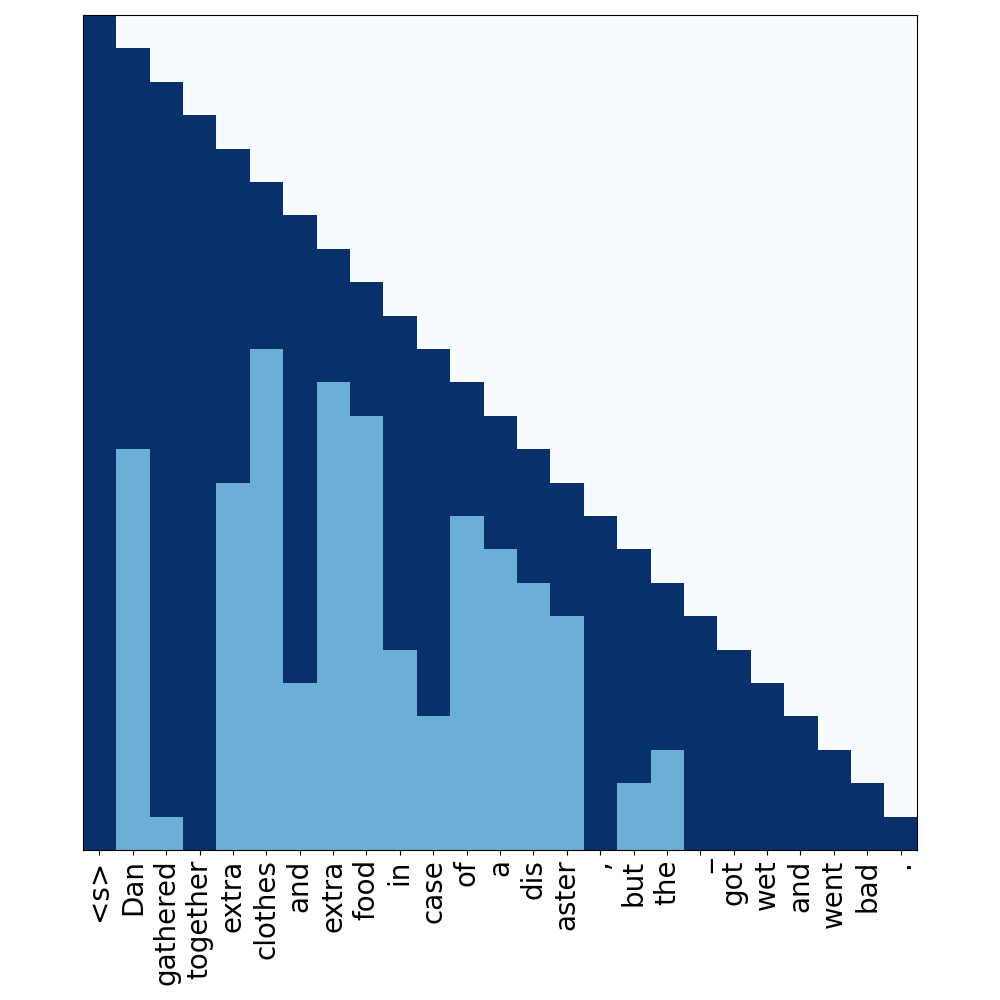 <s>
Dan
gathered
together
extra
clothes
and
extra
food
in
case
of
a
dis
aster
,
but
the
_
got
wet
and
went
bad
.